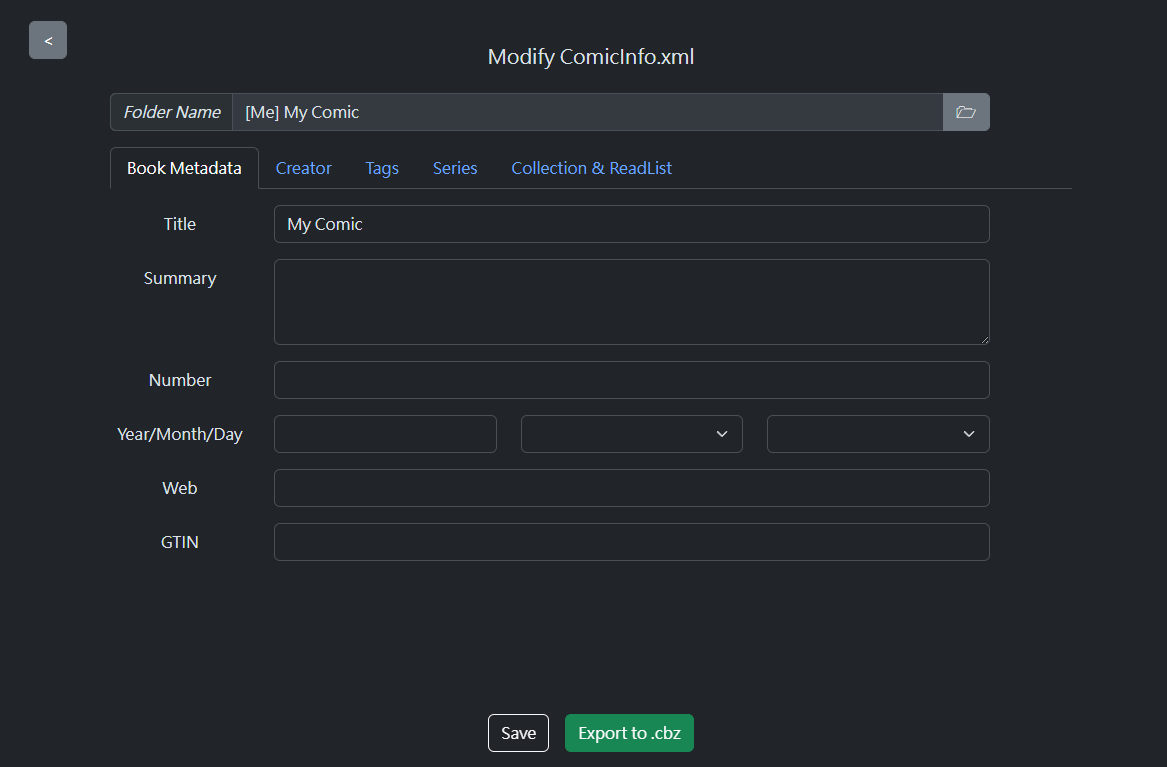 <
Modify ComicInfo.xml
Folder Name [Me] My Comic
Book Metadata Creator Tags Series Collection & ReadList
Title My Comic
Summary
Number
Year/Month/Day
Web
GTIN
Save Export to .cbz